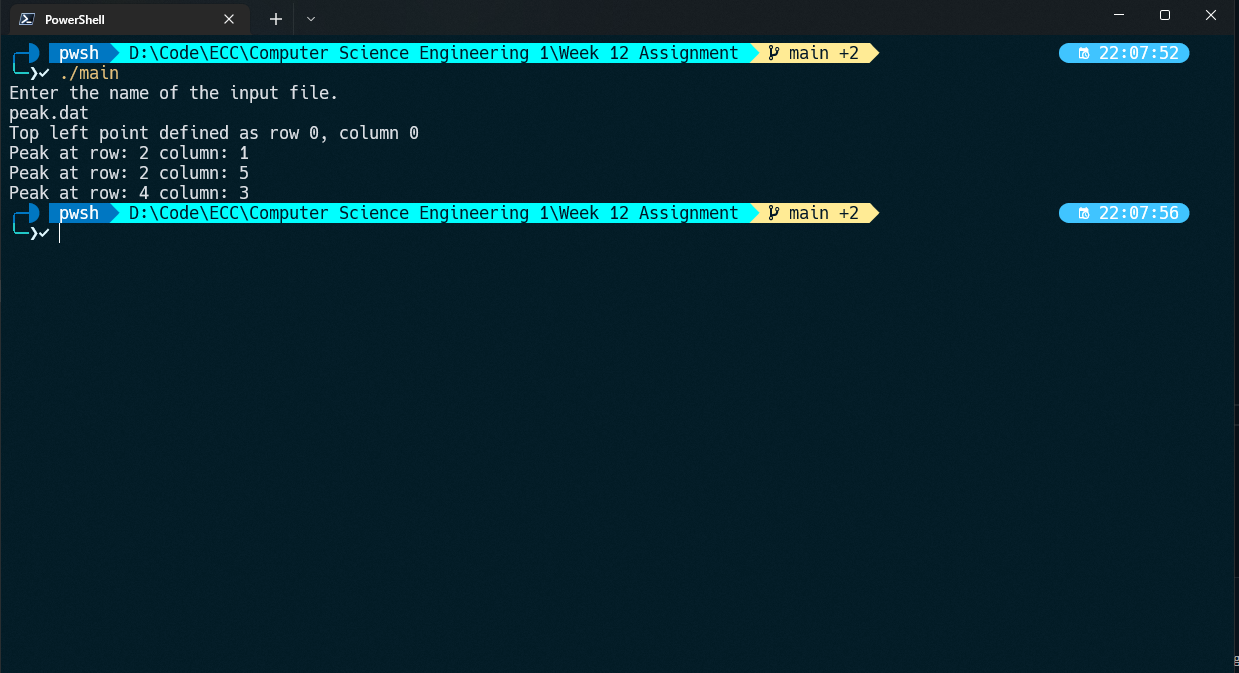 PowerShell
pwsh D:\Code\ECC\Computer Science Engineering 1\Week 12 Assignment main +2 22:07:52
./main
Enter the name of the input file.
peak.dat
Top left point defined as row 0, column 0
Peak at row: 2 column: 1
Peak at row: 2 column: 5
Peak at row: 4 column: 3
pwsh D:\Code\ECC\Computer Science Engineering 1\Week 12 Assignment main +2 22:07:56